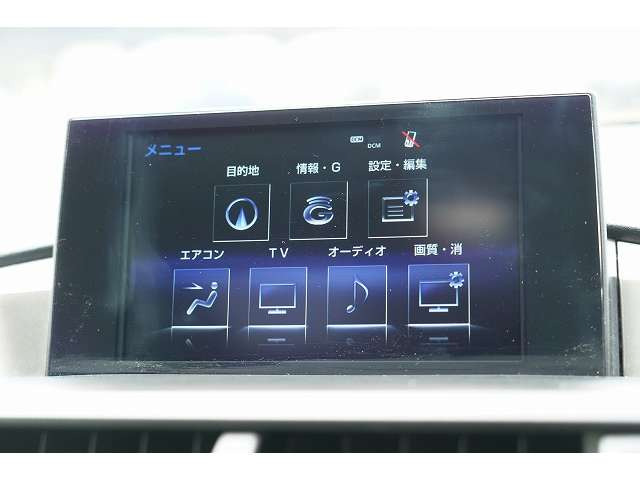 メニュー
DCM DCM
目的地 情報・G 設定・編集
G
エアコン TV オーディオ 画質・消